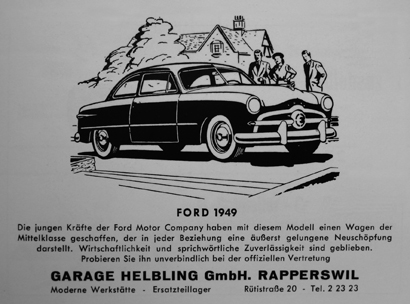 FORD 1949
Die jungen Kräfte der Ford Motor Company haben mit diesem Modell einen Wagen der
Mittelklasse geschaffen, der in jeder Beziehung eine äußerst gelungene Neuschöpfung
darstellt. Wirtschaftlichkeit und sprichwörtliche Zuverlässigkeit sind geblieben.
Probieren Sie ihn unverbindlich bei der offiziellen Vertretung
GARAGE HELBLING GmbH. RAPPERSWIL
Moderne Werkstätte - Ersatzteillager Rütistraße 20 - Tel. 2 23 23